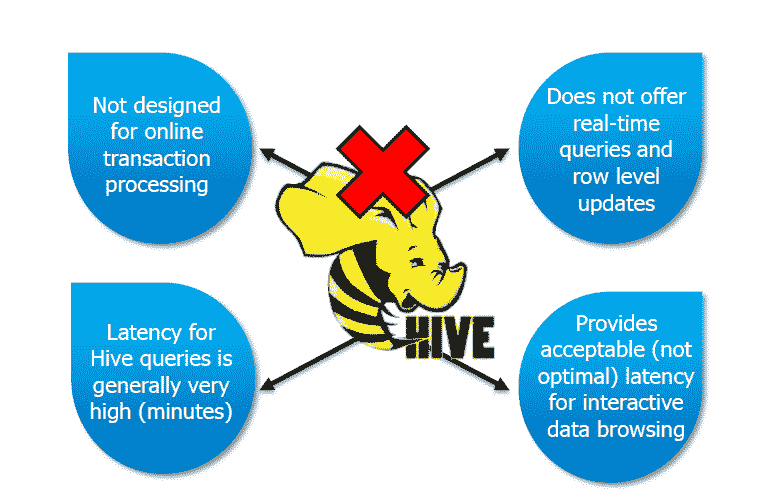 Not designed
for online
transaction
processing
Does not offer
real-time
queries and
row level
updates
HIVE
Latency for
Hive queries is
generally very
high (minutes)
Provides
acceptable (not
optimal) latency
for interactive
data browsing